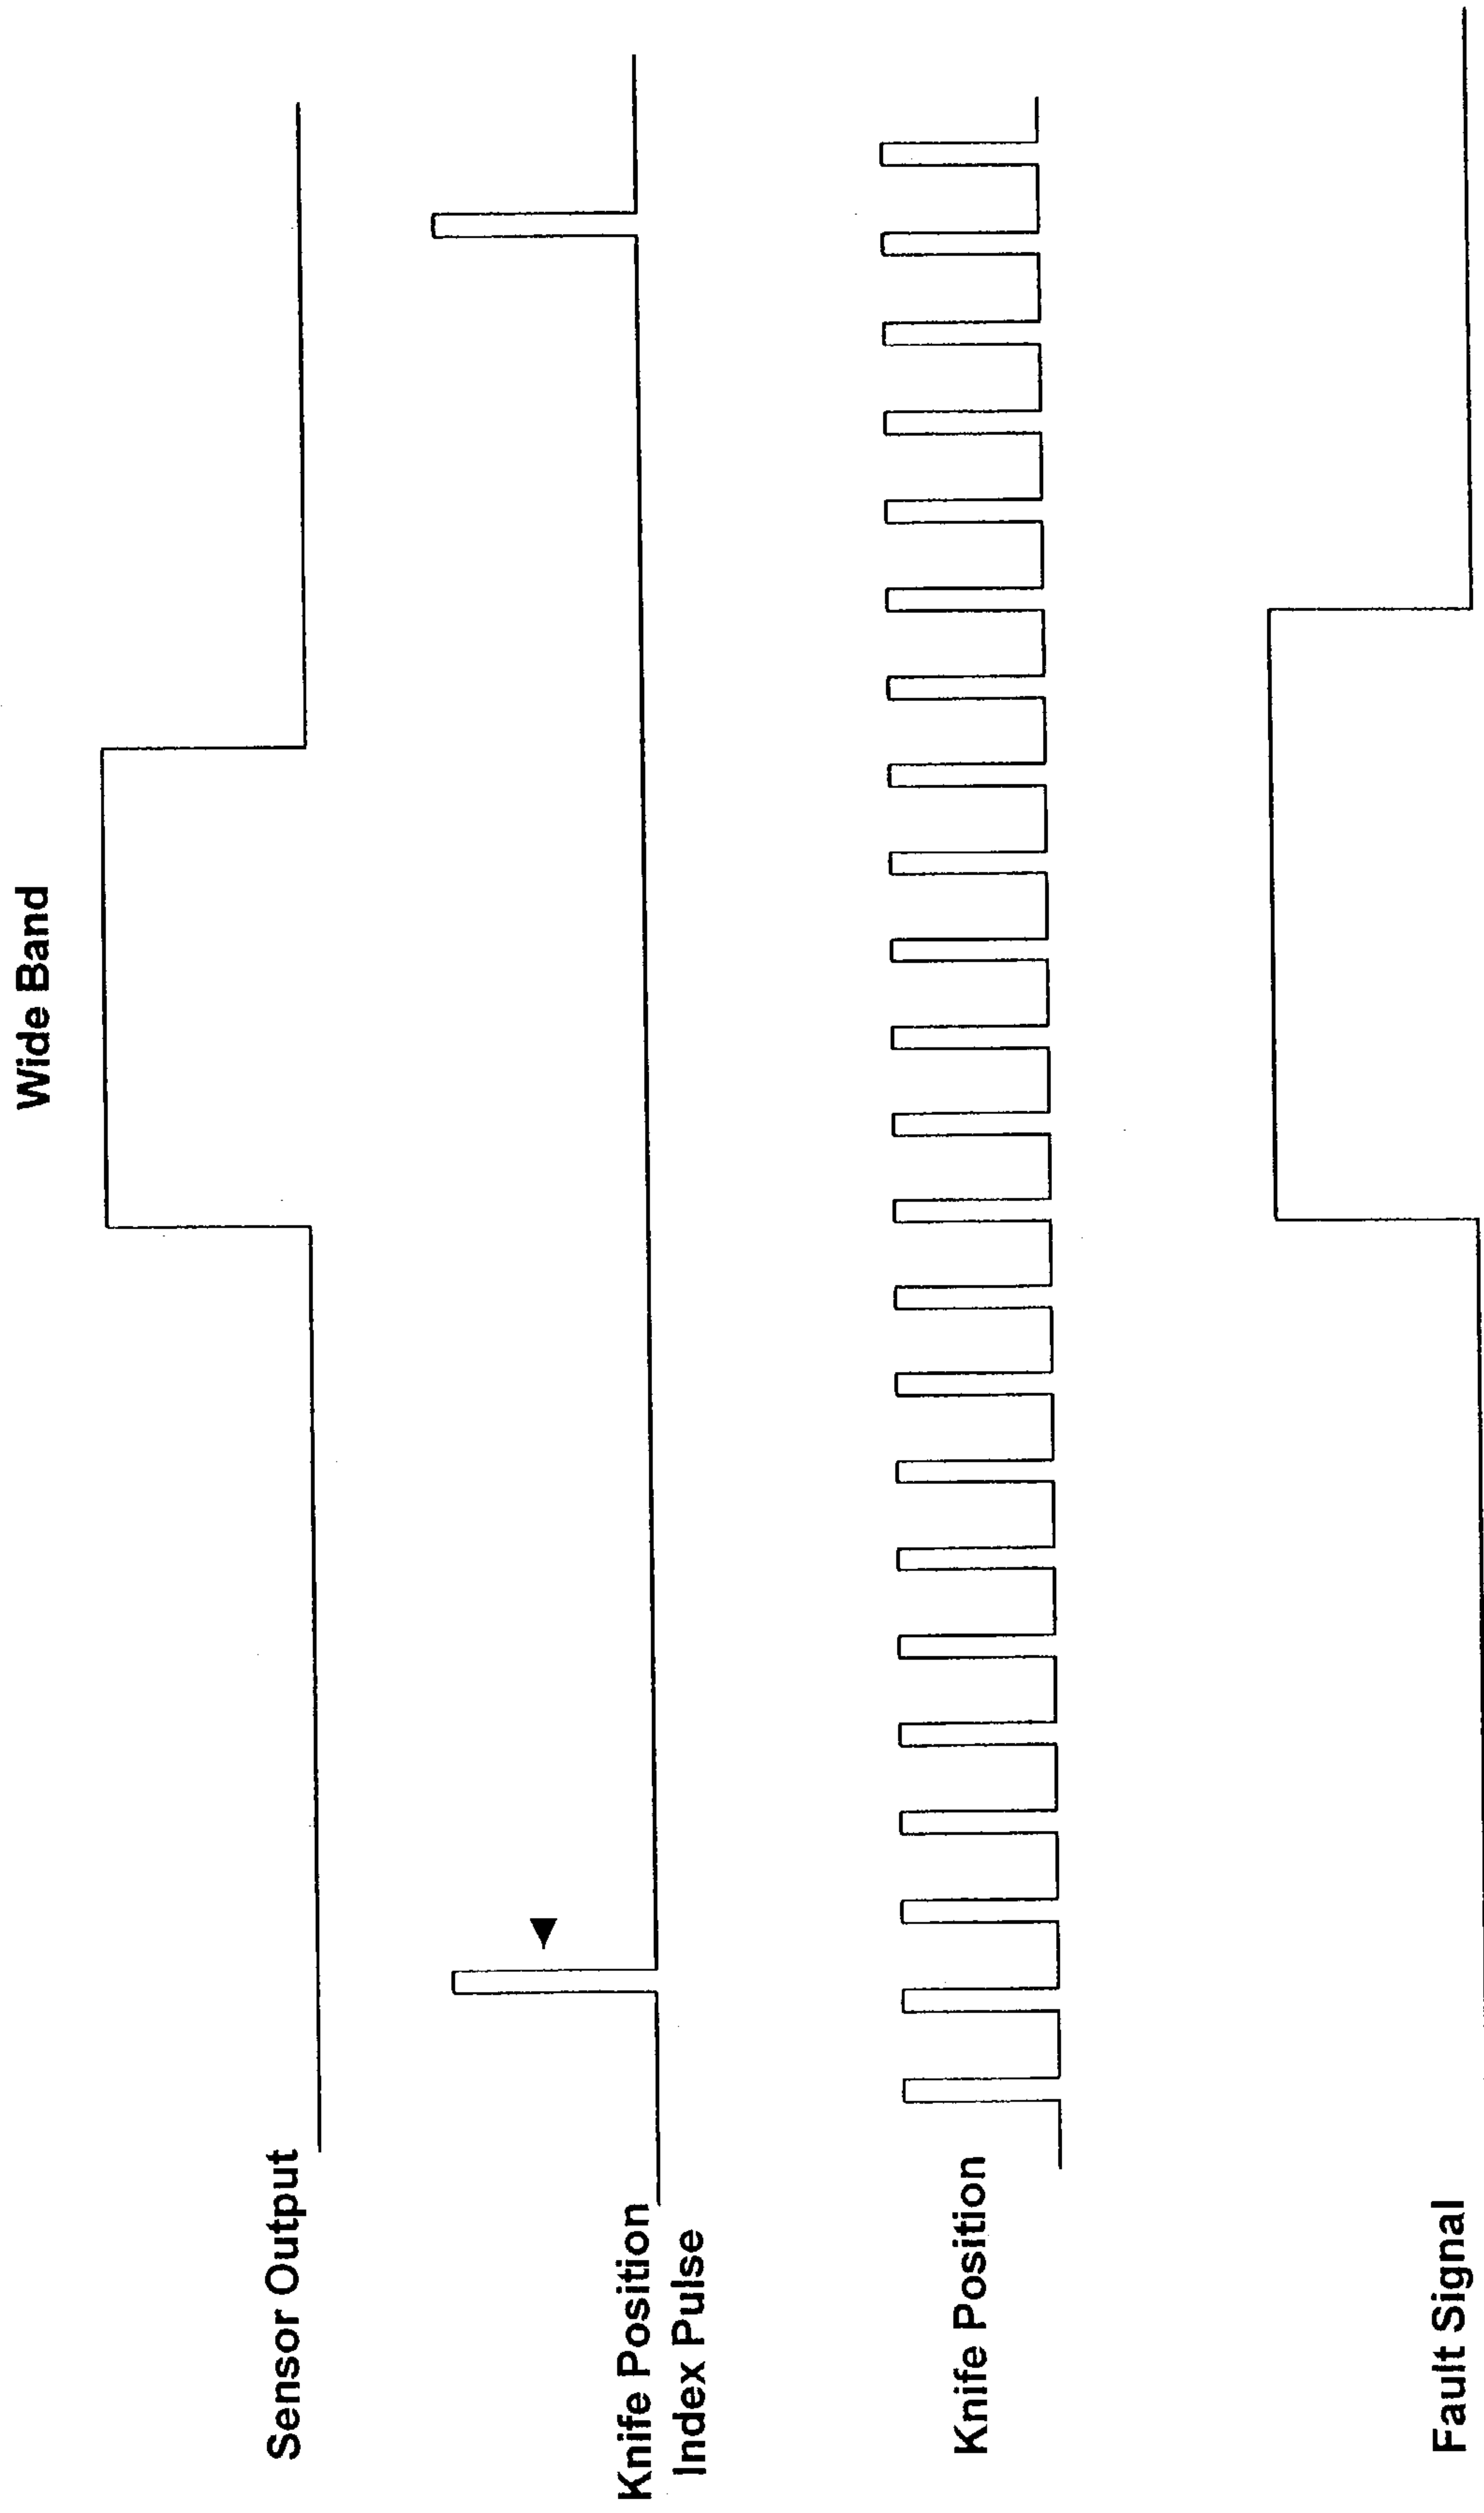 Wide Band
Sensor Output
Knife Position
Index Pulse
Knife Position
Fault Signal